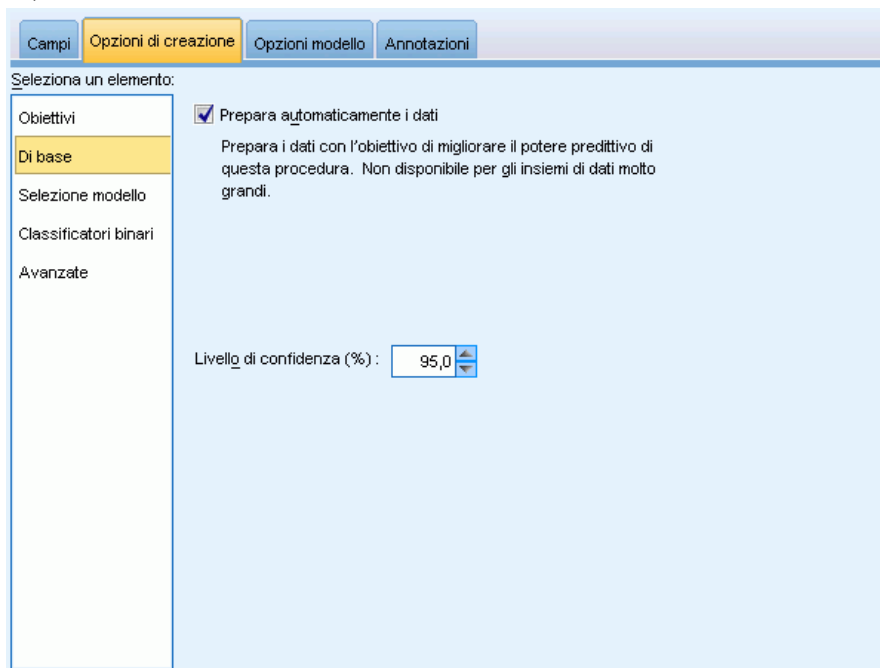 Campi Opzioni di creazione Opzioni modello Annotazioni
Seleziona un elemento:
Obiettivi
Di base
Selezione modello
Classificatori binari
Avanzate
Prepara automaticamente i dati
Prepara i dati con l'obiettivo di migliorare il potere predittivo di
questa procedura. Non disponibile per gli insiemi di dati molto
grandi.
Livello di confidenza (%) : 95,0